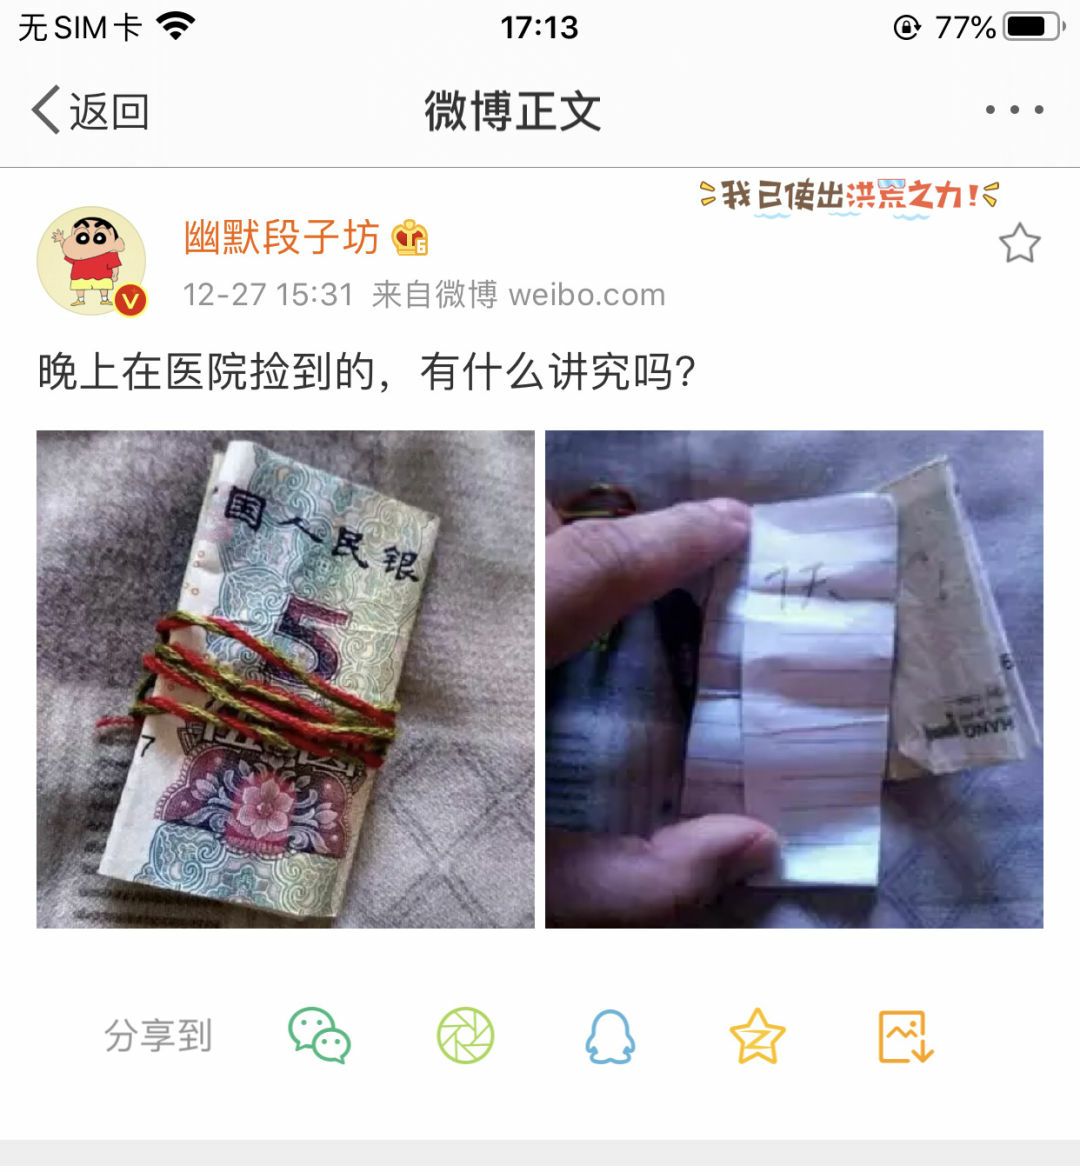 无SIM卡
17:13
77%
返回
微博正文
我已使出洪荒之力!
幽默段子坊
12-27 15:31 来自微博 weibo.com
晚上在医院捡到的，有什么讲究吗?
国人民银
5
7
HANG
分享到